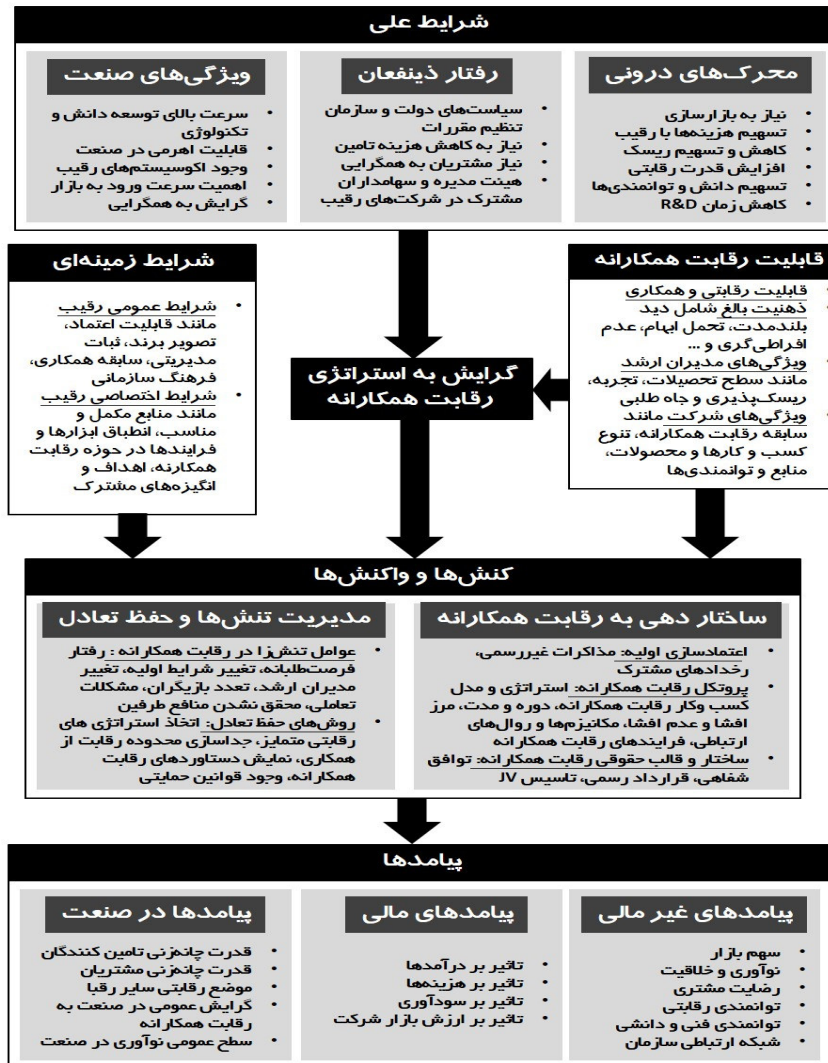 شرایط علی
محرک‌های درونی
نیاز به بازارسازی
تسهیم هزینه‌ها با رقیب
کاهش و تسهیم ریسک
افزایش قدرت رقابتی
تسهیم دانش و توانمندی‌ها
کاهش زمان R&D
رفتار ذینفعان
سیاست‌های دولت و سازمان
تنظیم مقررات
نیاز به کاهش هزینه تامین
نیاز مشتریان به همگرایی
هیئت مدیره و سهامداران
مشترک در شرکت‌های رقیب
ویژگی‌های صنعت
سرعت بالای توسعه دانش و
تکنولوژی
قابلیت اهرمی در صنعت
وجود اکوسیستم‌های رقیب
اهمیت سرعت ورود به بازار
گرایش به همگرایی
قابلیت رقابت همکارانه
قابلیت رقابتی و همکاری
ذهنیت بالغ شامل دید
بلندمدت، تحمل ابهام، عدم
افراطی‌گری و ...
ویژگی‌های مدیران ارشد
مانند سطح تحصیلات، تجربه،
ریسک‌پذیری و جاه طلبی
ویژگی‌های شرکت مانند
سابقه رقابت همکارانه، تنوع
کسب و کارها و محصولات،
منابع و توانمندی‌ها
گرایش به استراتژی
رقابت همکارانه
شرایط زمینه‌ای
شرایط عمومی رقیب
مانند قابلیت اعتماد،
تصویر برند، ثبات
مدیریتی، سابقه همکاری،
فرهنگ سازمانی
شرایط اختصاصی رقیب
مانند منابع مکمل و
مناسب، انطباق ابزارها و
فرایندها در حوزه رقابت
همکارنه، اهداف و
انگیزه‌های مشترک
کنش‌ها و واکنش‌ها
ساختار دهی به رقابت همکارانه
اعتمادسازی اولیه: مذاکرات غیررسمی،
رخدادهای مشترک
پروتکل رقابت همکارانه: استراتژی و مدل
کسب وکار رقابت همکارانه، دوره و مدت، مرز
افشا و عدم افشا، مکانیزم‌ها و روال‌های
ارتباطی، فرایندهای رقابت همکارانه
ساختار و قالب حقوقی رقابت همکارانه: توافق
شفاهی، قرارداد رسمی، تاسیس JV
مدیریت تنش‌ها و حفظ تعادل
عوامل تنش‌زا در رقابت همکارانه : رفتار
فرصت‌طلبانه، تغییر شرایط اولیه، تغییر
مدیران ارشد، تعدد بازیگران، مشکلات
تعاملی، محقق نشدن منافع طرفین
روش‌های حفظ تعادل: اتخاذ استراتژی های
رقابتی متمایز، جداسازی محدوده رقابت از
همکاری، نمایش دستاوردهای رقابت
همکارانه، وجود قوانین حمایتی
پیامدها
پیامدهای غیر مالی
سهم بازار
نوآوری و خلاقیت
رضایت مشتری
توانمندی رقابتی
توانمندی فنی و دانشی
شبکه ارتباطی سازمان
پیامدهای مالی
تاثیر بر درآمدها
تاثیر بر هزینه‌ها
تاثیر بر سودآوری
تاثیر بر ارزش بازار شرکت
پیامدها در صنعت
قدرت چانه‌زنی تامین کنندگان
قدرت چانه‌زنی مشتریان
موضع رقابتی سایر رقبا
گرایش عمومی در صنعت به
رقابت همکارانه
سطح عمومی نوآوری در صنعت